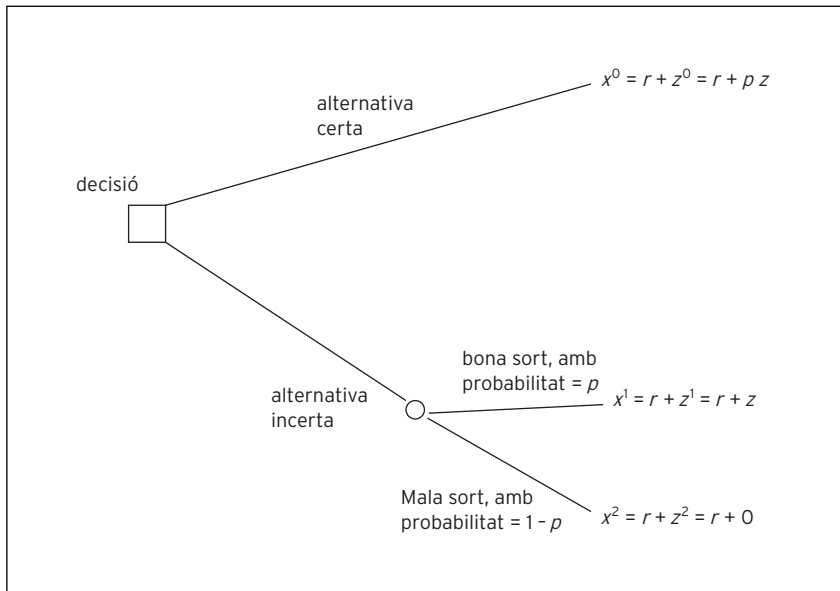 x⁰ = r + z⁰ = r + p z
alternativa
certa
decisió
bona sort, amb
probabilitat = p
x¹ = r + z¹ = r + z
alternativa
incerta
Mala sort, amb
probabilitat = 1 – p
x² = r + z² = r + 0